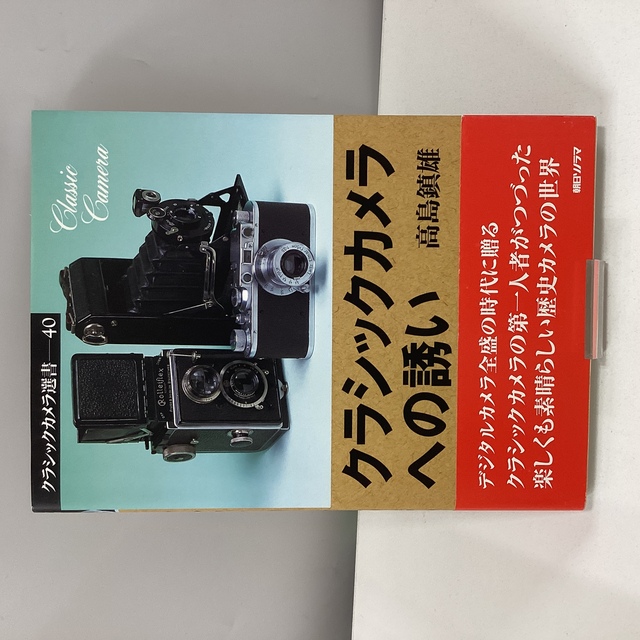 クラシックカメラ選書 40
Classic
Camera
Rolleiflex
クラシックカメラ
への誘い
高島鎮雄
デジタルカメラ全盛の時代に贈る
クラシックカメラの第一人者がつづった
楽しくも素晴らしい歴史カメラの世界
朝日ソノラマ